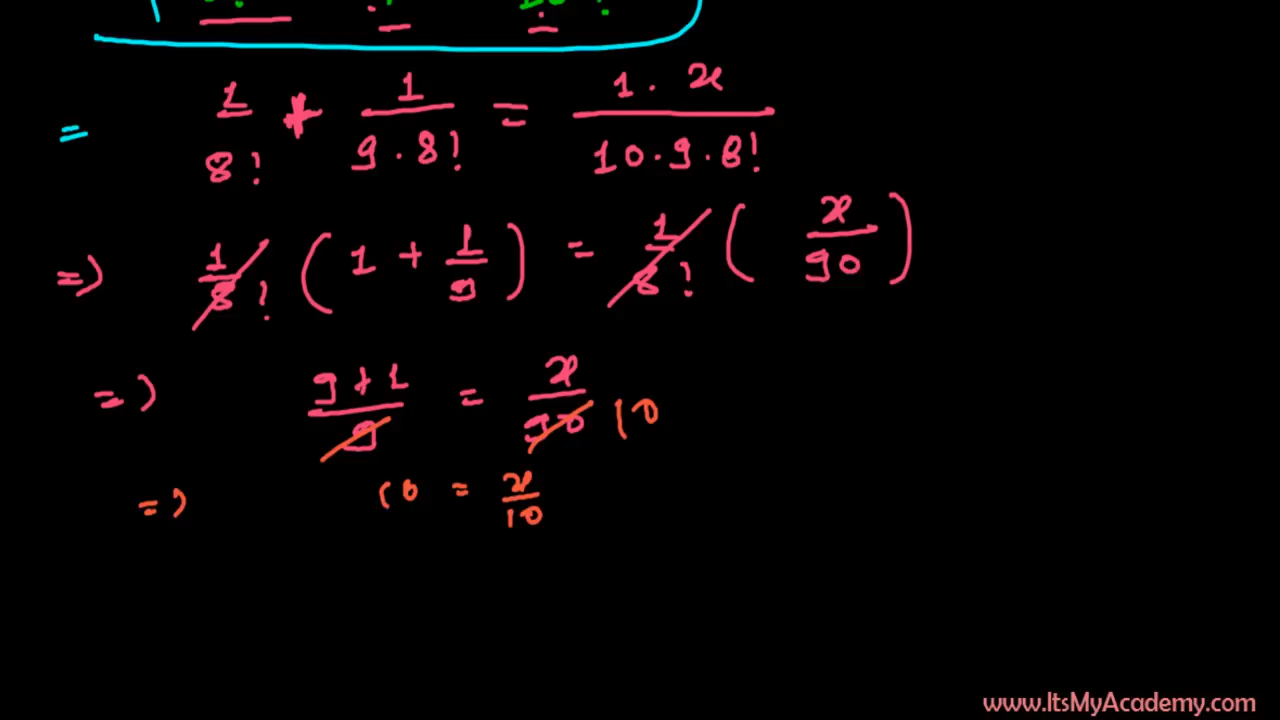 = 1/8! * 1/9·8! = 1·x/10·9·8!
=) 1/8! (1 + 1/9) = 1/8! (x/90)
=) 9+1/9 = x/90 10
=) 10 = x/10
www.ItsMyAcademy.com